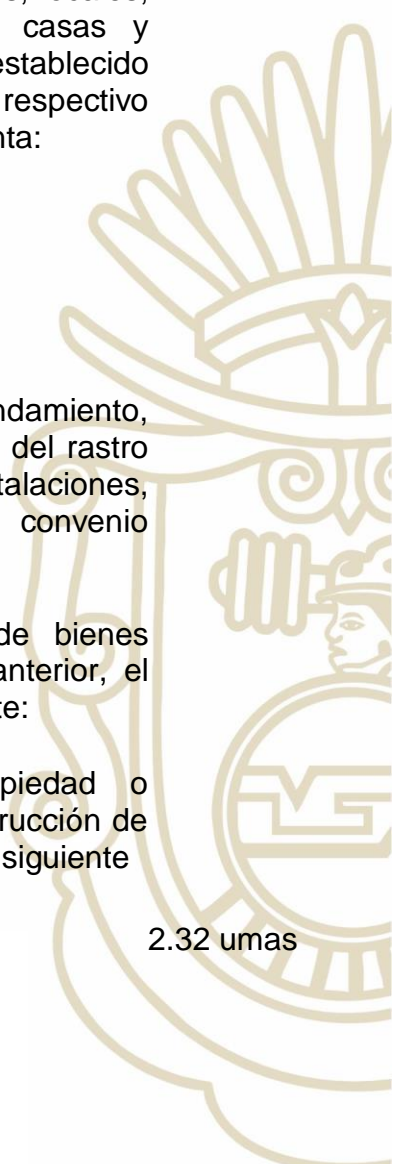 casas y
establecido
respectivo
nta:
ndamiento,
del rastro
talaciones,
convenio
de bienes
anterior, el
te:
piedad o
rucción de
siguiente
2.32 umas